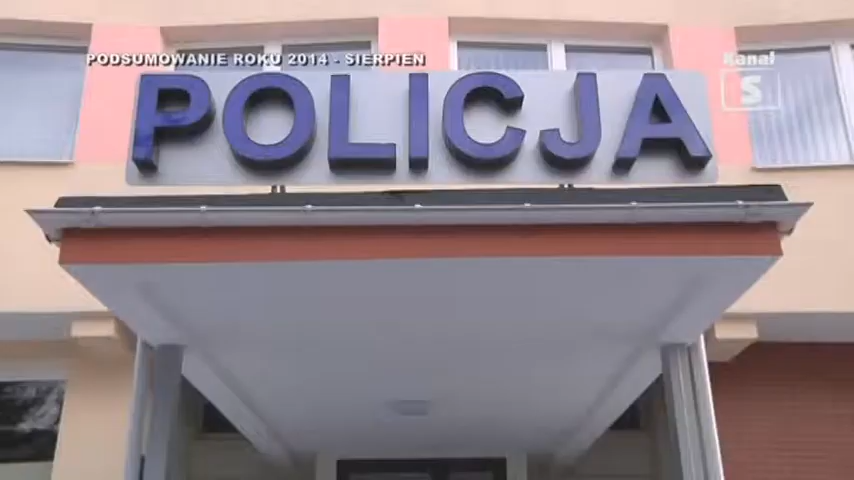 PODSUMOWANIE ROKU 2014 - SIERPIEŃ
Kanał
S
POLICJA